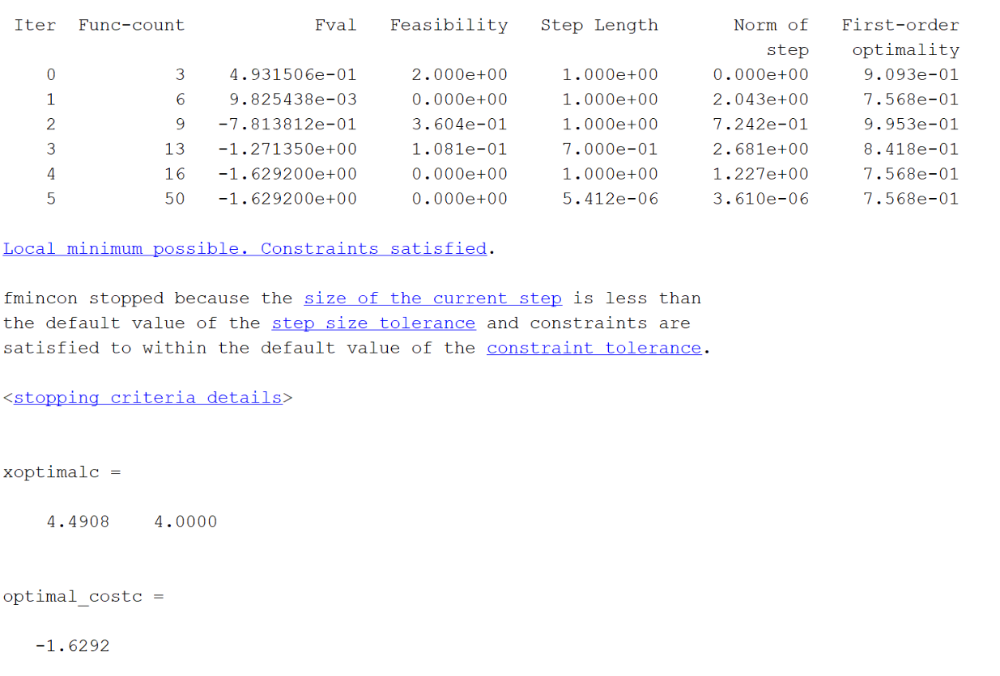 Iter  Func-count            Fval   Feasibility   Step Length       Norm of   First-order
                                                                       step    optimality
   0           3    4.931506e-01     2.000e+00     1.000e+00     0.000e+00     9.093e-01
   1           6    9.825438e-03     0.000e+00     1.000e+00     2.043e+00     7.568e-01
   2           9   -7.813812e-01     3.604e-01     1.000e+00     7.242e-01     9.953e-01
   3          13   -1.271350e+00     1.081e-01     7.000e-01     2.681e+00     8.418e-01
   4          16   -1.629200e+00     0.000e+00     1.000e+00     1.227e+00     7.568e-01
   5          50   -1.629200e+00     0.000e+00     5.412e-06     3.610e-06     7.568e-01
Local minimum possible. Constraints satisfied.
fmincon stopped because the size of the current step is less than
the default value of the step size tolerance and constraints are
satisfied to within the default value of the constraint tolerance.
<stopping criteria details>
xoptimalc =
4.4908    4.0000
optimal_costc =
-1.6292